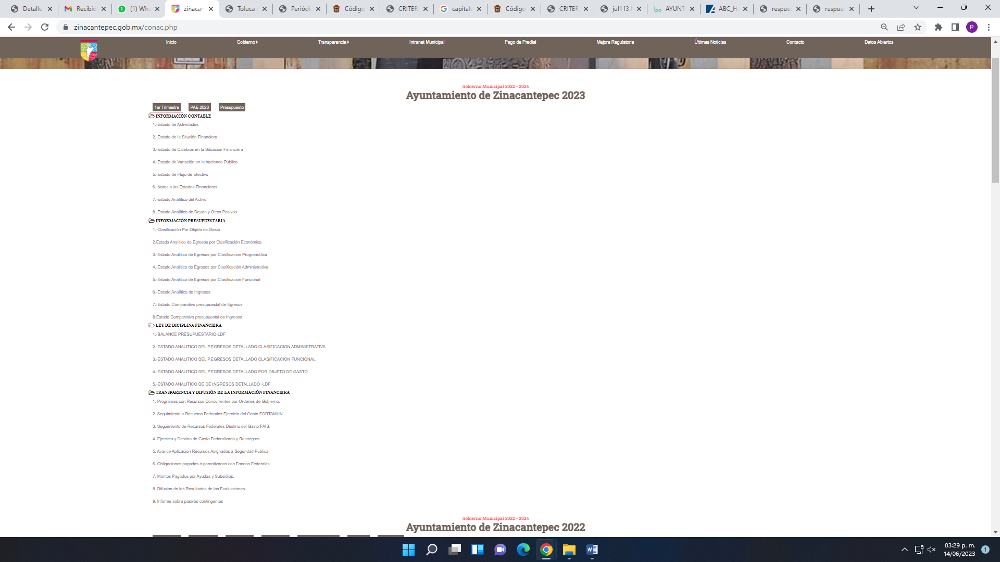 Detalle
Recibid
(1) Wha
zinacar
Toluca
Periódic
Código
CRITER
capitale
Código
CRITER
jul113.
AYUNT
ABC_H
respue
respue
zinacantepec.gob.mx/conac.php
P
Inicio
Gobierno
Transparencia
Intranet Municipal
Pago de Predial
Mejora Regulatoria
Últimas Noticias
Contacto
Datos Abiertos
Gobierno Municipal 2022 - 2024
Ayuntamiento de Zinacantepec 2023
1er Trimestre PAE 2023 Presupuesto
INFORMACIÓN CONTABLE
1.-Estado de Actividades
2.-Estado de la Situción Financiera
3.-Estado de Cambios en la Situación Financiera
4.-Estado de Variación en la hacienda Pública
5.-Estado de Flujo de Efectivo
6.-Notas a los Estados Financieros
7.-Estado Analítico del Activo
8.-Estado Analítico de Deuda y Otros Pasivos
INFORMACIÓN PRESUPUESTARIA
1.-Clasificación Por Objeto de Gasto
2.Estado Analitico de Egresos por Clasificación Económica
3.-Estado Analitico de Egresos por Clasificacion Programática
4.-Estado Analitico de Egresos por Clasificación Administrativa
5.-Estado Analitico de Egresos por Clasificacion Funcional
6.-Estado Analítico de Ingresos
7.-Estado Comparativo presupuestal de Egresos
8-Estado Comparativo presupuestal de Ingresos
LEY DE DICIPLINA FINANCIERA
1.-BALANCE PRESUPUESTARIO-LDF
2.-ESTADO ANALITICO DEL P.EGRESOS DETALLADO CLASIFICACION ADMINISTRATIVA
3.-ESTADO ANALITICO DEL P.EGRESOS DETALLADO CLASIFICACION FUNCIONAL
4.-ESTADO ANALITICO DEL P.EGRESOS DETALLADO POR OBJETO DE GASTO
5.-ESTADO ANALÍTICO DE DE INGRESOS DETALLADO -LDF
TRANSPARENCIA Y DIFUSIÓN DE LA INFORMACIÓN FINANCIERA
1. Programas con Recursos Concurrentes por Ordenes de Gobierno.
2. Seguimiento a Recursos Federales Ejercicio del Gasto FORTAMUN.
3. Seguimiento de Recursos Federales Destino del Gasto FAIS.
4. Ejercicio y Destino de Gasto Federalizado y Reintegros.
5. Avance Aplicacion Recursos Asignados a Seguridad Publica.
6. Obligaciones pagadas o garantizadas con Fondos Federales.
7. Montos Pagados por Ayudas y Subsidios.
8. Difusion de los Resultados de las Evaluaciones.
9. Informe sobre pasivos contingentes
Gobierno Municipal 2022 - 2024
Ayuntamiento de Zinacantepec 2022
03:29 p. m.
14/06/2023
1